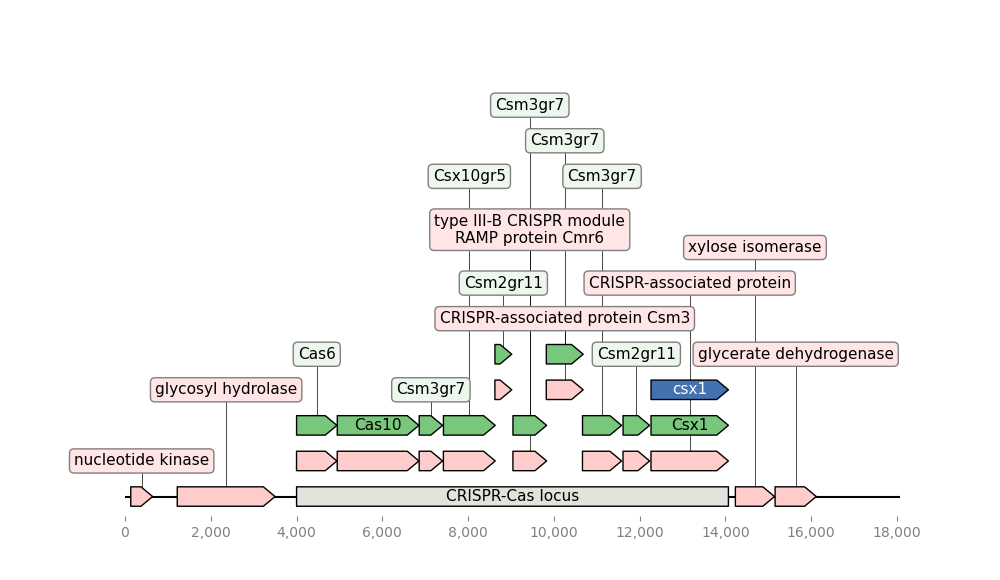 Csm3gr7
Csm3gr7
Csx10gr5
Csm3gr7
type III-B CRISPR module
RAMP protein Cmr6
xylose isomerase
Csm2gr11
CRISPR-associated protein
CRISPR-associated protein Csm3
Cas6
Csm2gr11
glycerate dehydrogenase
glycosyl hydrolase
Csm3gr7
csx1
Cas10
Csx1
nucleotide kinase
CRISPR-Cas locus
0
2,000
4,000
6,000
8,000
10,000
12,000
14,000
16,000
18,000